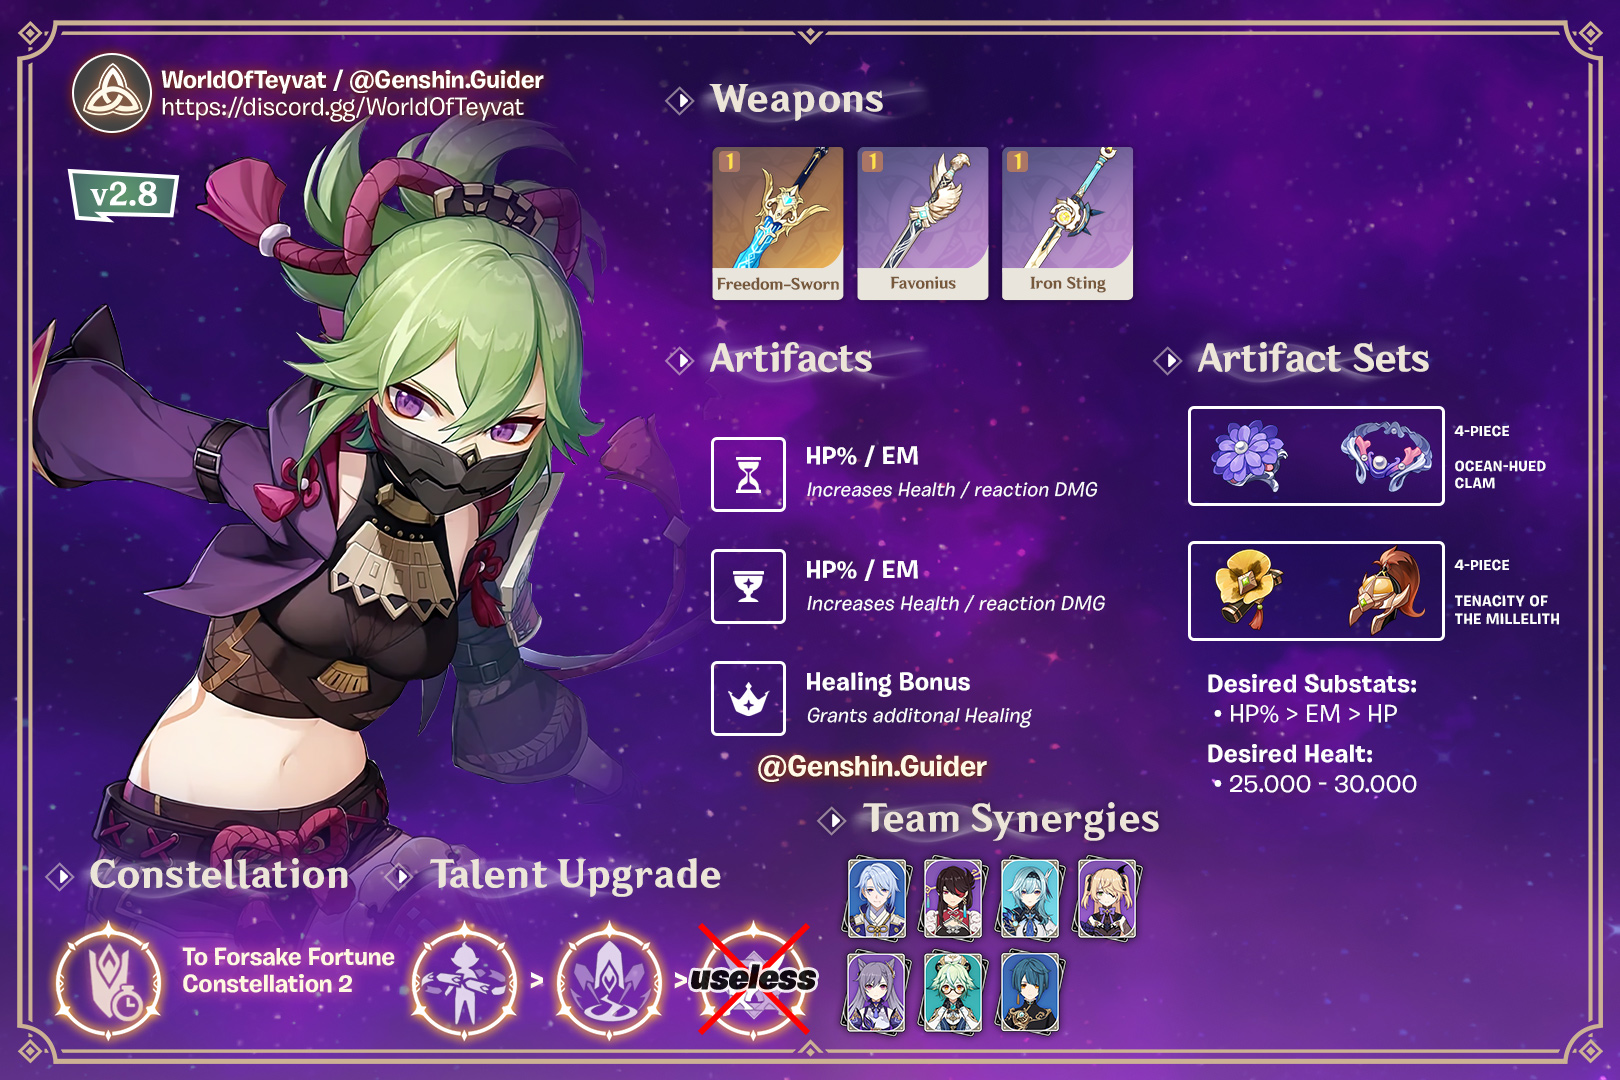 WorldOfTeyvat / @Genshin.Guider
https://discord.gg/WorldOfTeyvat
v2.8
Weapons
1
1
1
Freedom-Sworn
Favonius
Iron Sting
Artifacts
HP% / EM
Increases Health / reaction DMG
HP% / EM
Increases Health / reaction DMG
Healing Bonus
Grants additonal Healing
@Genshin.Guider
Artifact Sets
4-PIECE
OCEAN-HUED
CLAM
4-PIECE
TENACITY OF
THE MILLELITH
Desired Substats:
• HP% > EM > HP
Desired Healt:
• 25.000 - 30.000
Team Synergies
Constellation
To Forsake Fortune
Constellation 2
Talent Upgrade
> > useless